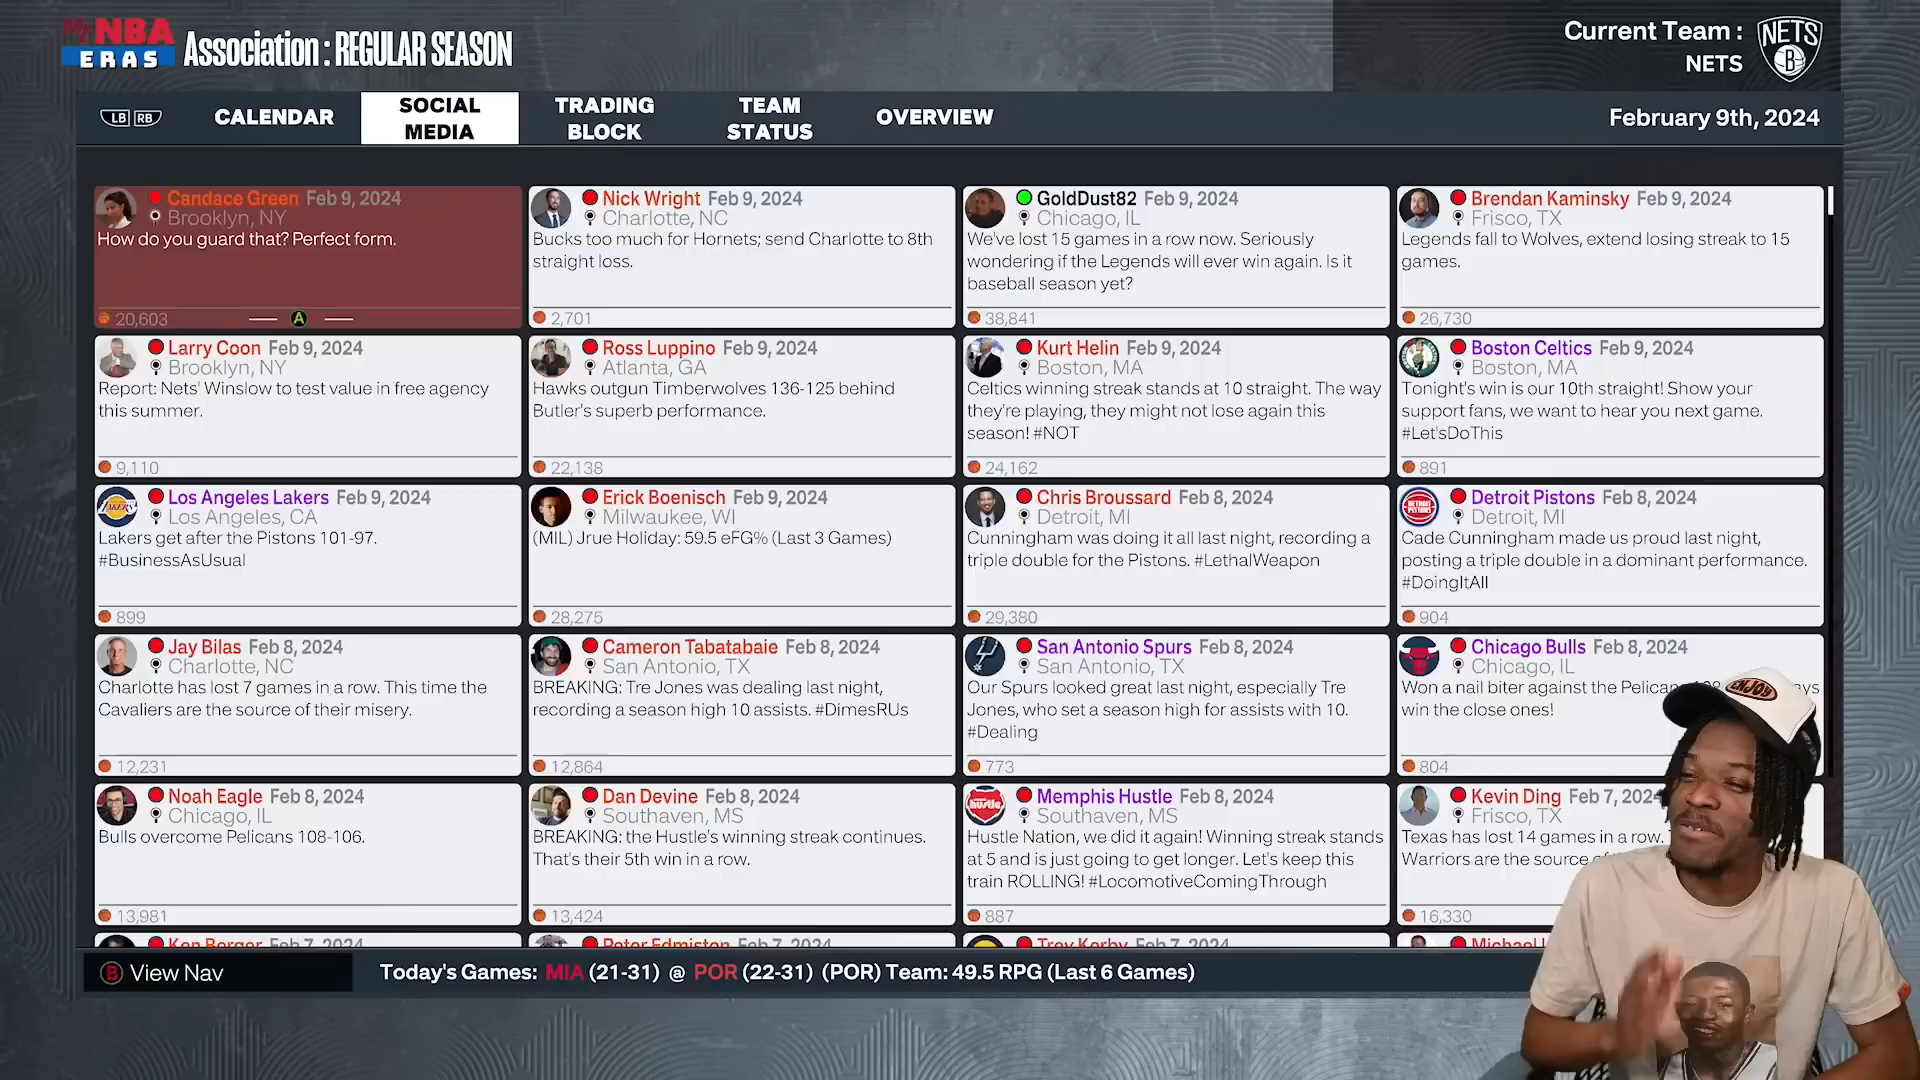 MyNBA
ERAS
Association : REGULAR SEASON
Current Team :
NETS
NETS
B
LB RB
CALENDAR
SOCIAL
MEDIA
TRADING
BLOCK
TEAM
STATUS
OVERVIEW
February 9th, 2024
Candace Green Feb 9, 2024
Brooklyn, NY
How do you guard that? Perfect form.
20,603
A
Nick Wright Feb 9, 2024
Charlotte, NC
Bucks too much for Hornets; send Charlotte to 8th
straight loss.
2,701
GoldDust82 Feb 9, 2024
Chicago, IL
We've lost 15 games in a row now. Seriously
wondering if the Legends will ever win again. Is it
baseball season yet?
38,841
Brendan Kaminsky Feb 9, 2024
Frisco, TX
Legends fall to Wolves, extend losing streak to 15
games.
26,730
Larry Coon Feb 9, 2024
Brooklyn, NY
Report: Nets' Winslow to test value in free agency
this summer.
9,110
Ross Luppino Feb 9, 2024
Atlanta, GA
Hawks outgun Timberwolves 136-125 behind
Butler's superb performance.
22,138
Kurt Helin Feb 9, 2024
Boston, MA
Celtics winning streak stands at 10 straight. The way
they're playing, they might not lose again this
season! #NOT
24,162
Boston Celtics Feb 9, 2024
Boston, MA
Tonight's win is our 10th straight! Show your
support fans, we want to hear you next game.
#Let'sDoThis
891
Los Angeles Lakers Feb 9, 2024
Los Angeles, CA
Lakers get after the Pistons 101-97.
#BusinessAsUsual
899
Erick Boenisch Feb 9, 2024
Milwaukee, WI
(MIL) Jrue Holiday: 59.5 eFG% (Last 3 Games)
28,275
Chris Broussard Feb 8, 2024
Detroit, MI
Cunningham was doing it all last night, recording a
triple double for the Pistons. #LethalWeapon
29,380
Detroit Pistons Feb 8, 2024
Detroit, MI
Cade Cunningham made us proud last night,
posting a triple double in a dominant performance.
#DoingItAll
904
Jay Bilas Feb 8, 2024
Charlotte, NC
Charlotte has lost 7 games in a row. This time the
Cavaliers are the source of their misery.
12,231
Cameron Tabatabaie Feb 8, 2024
San Antonio, TX
BREAKING: Tre Jones was dealing last night,
recording a season high 10 assists. #DimesRUs
12,864
San Antonio Spurs Feb 8, 2024
San Antonio, TX
Our Spurs looked great last night, especially Tre
Jones, who set a season high for assists with 10.
#Dealing
773
Chicago Bulls Feb 8, 2024
Chicago, IL
Won a nail biter against the
win the close ones!
804
ENJOY
Noah Eagle Feb 8, 2024
Chicago, IL
Bulls overcome Pelicans 108-106.
13,981
Dan Devine Feb 8, 2024
Southaven, MS
BREAKING: the Hustle's winning streak continues.
That's their 5th win in a row.
13,424
Memphis Hustle Feb 8, 2024
Southaven, MS
Hustle Nation, we did it again! Winning streak stands
at 5 and is just going to get longer. Let's keep this
train ROLLING! #LocomotiveComingThrough
887
Kevin Ding Feb 7, 2024
Frisco, TX
Texas has lost 14 games in a row.
Warriors are the source
16,330
Ken Berger Feb 7, 2024
Peter Edmiston Feb 7, 2024
Trey Kerby Feb 7, 2024
Michael
B View Nav
Today's Games: MIA (21-31) @ POR (22-31) (POR) Team: 49.5 RPG (Last 6 Games)